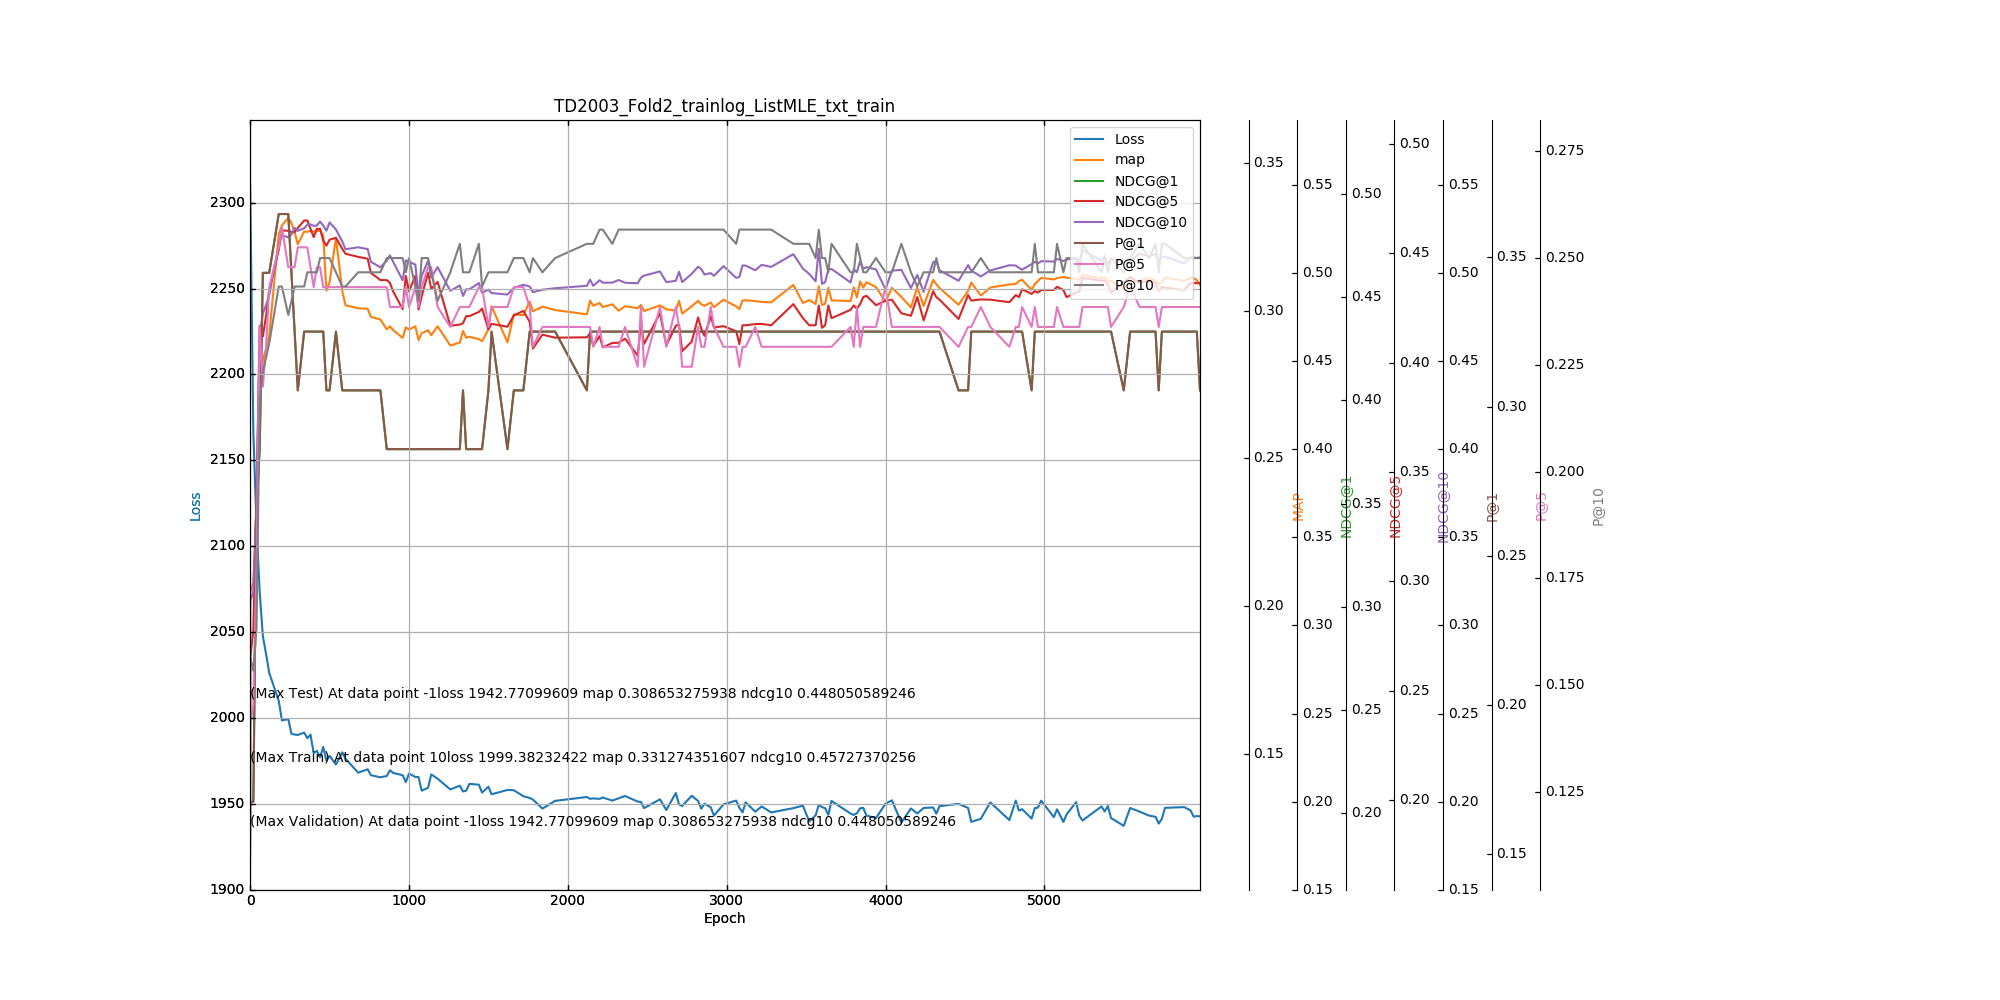 TD2003_Fold2_trainlog_ListMLE_txt_train
Loss
map
NDCG@1
NDCG@5
NDCG@10
P@1
P@5
P@10
2300
2250
2200
2150
2100
2050
2000
1950
1900
Loss
(Max Test) At data point -1loss 1942.77099609 map 0.308653275938 ndcg10 0.448050589246
(Max Train) At data point 10loss 1999.38232422 map 0.331274351607 ndcg10 0.45727370256
(Max Validation) At data point -1loss 1942.77099609 map 0.308653275938 ndcg10 0.448050589246
0 1000 2000 3000 4000 5000
Epoch
0.35
0.30
0.25
0.20
0.15
MAP
0.55
0.50
0.45
0.40
0.35
0.30
0.25
0.20
0.15
NDCG@1
0.50
0.45
0.40
0.35
0.30
0.25
0.20
NDCG@5
0.50
0.45
0.40
0.35
0.30
0.25
0.20
NDCG@10
0.55
0.50
0.45
0.40
0.35
0.30
0.25
0.20
0.15
P@1
0.35
0.30
0.25
0.20
0.15
P@5
0.275
0.250
0.225
0.200
0.175
0.150
0.125
P@10